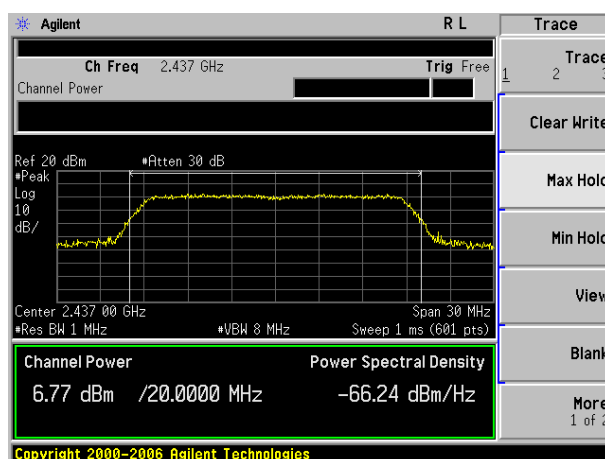 Agilent R L Trace
Ch Freq 2.437 GHz Trig Free
Channel Power
Trace
1 2 3
Clear Write
Max Hold
Min Hold
View
Blank
More
1 of 2
Ref 20 dBm #Atten 30 dB
#Peak
Log
10
dB/
Center 2.437 00 GHz Span 30 MHz
#Res BW 1 MHz #VBW 8 MHz Sweep 1 ms (601 pts)
Channel Power Power Spectral Density
6.77 dBm /20.0000 MHz -66.24 dBm/Hz
Copyright 2000-2006 Agilent Technologies